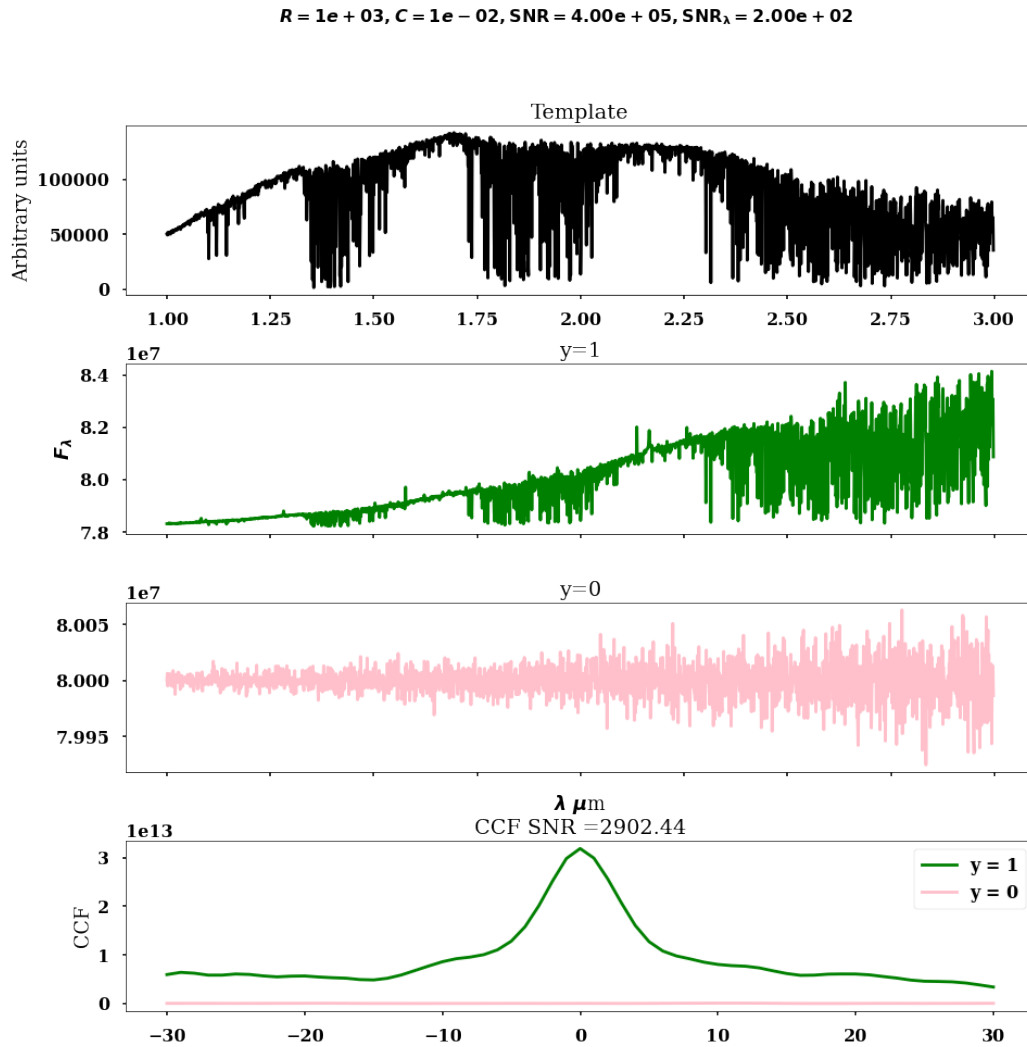 R = 1e + 03, C = 1e − 02, SNR = 4.00e + 05, SNRλ = 2.00e + 02
Template
Arbitrary units
100000
50000
0
1.00 1.25 1.50 1.75 2.00 2.25 2.50 2.75 3.00
1e7
y=1
8.4
8.2
8.0
7.8
Fλ
1e7
y=0
8.005
8.000
7.995
λ μm
1e13
CCF SNR =2902.44
3
2
1
0
CCF
y = 1
y = 0
−30 −20 −10 0 10 20 30